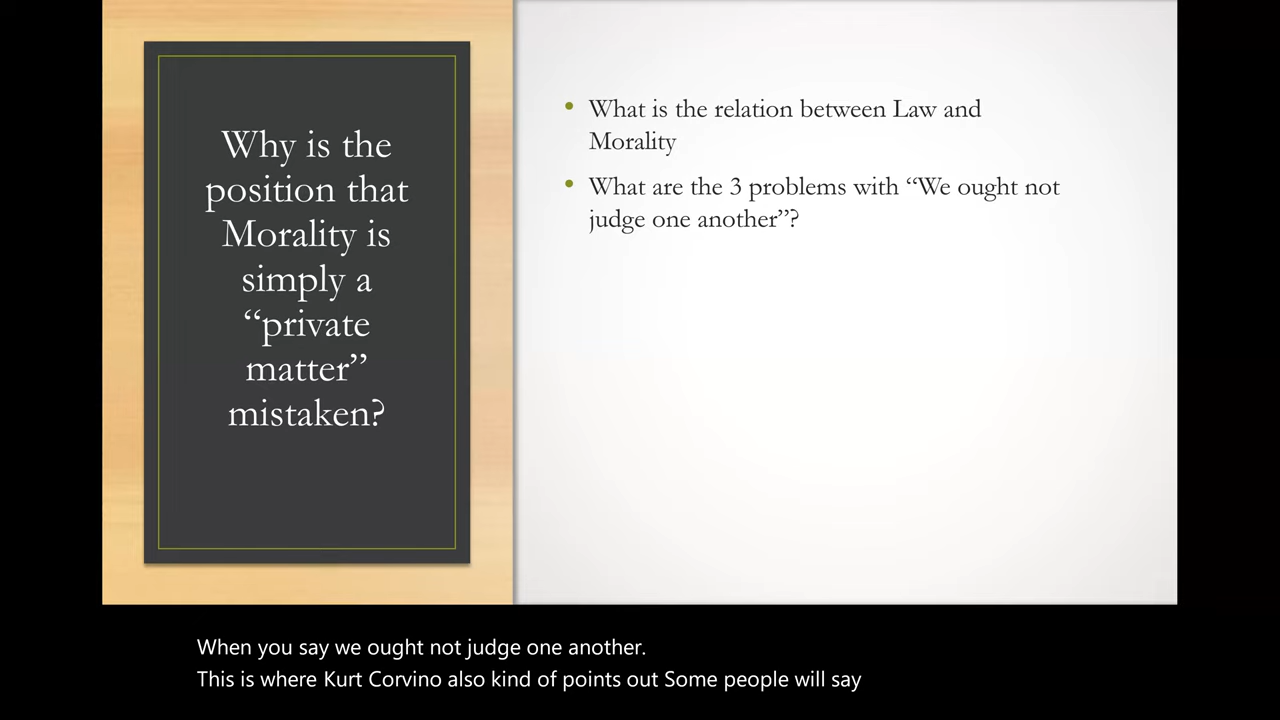 Why is the
position that
Morality is
simply a
“private
matter”
mistaken?
• What is the relation between Law and
Morality
• What are the 3 problems with “We ought not
judge one another”?
When you say we ought not judge one another.
This is where Kurt Corvino also kind of points out Some people will say